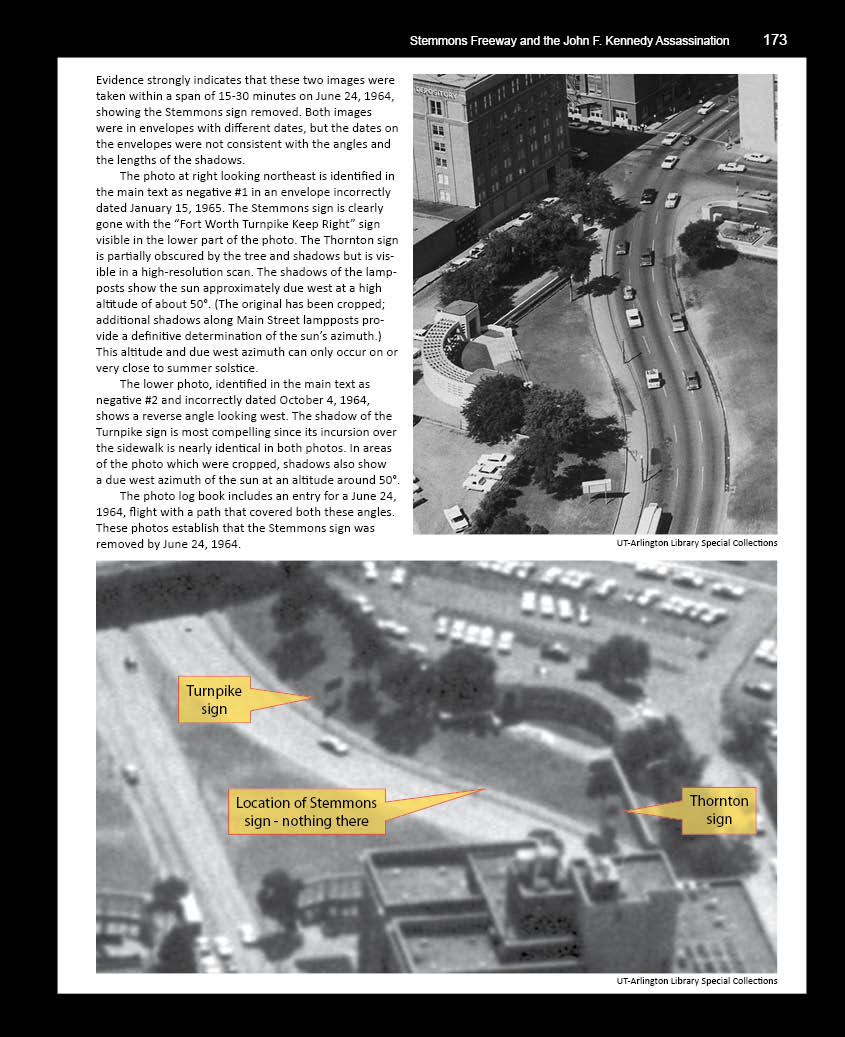 Stemmons Freeway and the John F. Kennedy Assassination 173
Evidence strongly indicates that these two images were
taken within a span of 15-30 minutes on June 24, 1964,
showing the Stemmons sign removed. Both images
were in envelopes with different dates, but the dates on
the envelopes were not consistent with the angles and
the lengths of the shadows.
The photo at right looking northeast is identified in
the main text as negative #1 in an envelope incorrectly
dated January 15, 1965. The Stemmons sign is clearly
gone with the “Fort Worth Turnpike Keep Right” sign
visible in the lower part of the photo. The Thornton sign
is partially obscured by the tree and shadows but is vis-
ible in a high-resolution scan. The shadows of the lamp-
posts show the sun approximately due west at a high
altitude of about 50°. (The original has been cropped;
additional shadows along Main Street lampposts pro-
vide a definitive determination of the sun’s azimuth.)
This altitude and due west azimuth can only occur on or
very close to summer solstice.
The lower photo, identified in the main text as
negative #2 and incorrectly dated October 4, 1964,
shows a reverse angle looking west. The shadow of the
Turnpike sign is most compelling since its incursion over
the sidewalk is nearly identical in both photos. In areas
of the photo which were cropped, shadows also show
a due west azimuth of the sun at an altitude around 50°.
The photo log book includes an entry for a June 24,
1964, flight with a path that covered both these angles.
These photos establish that the Stemmons sign was
removed by June 24, 1964.
DEPOSITORY
UT-Arlington Library Special Collections
Turnpike
sign
Location of Stemmons
sign - nothing there
Thornton
sign
UT-Arlington Library Special Collections